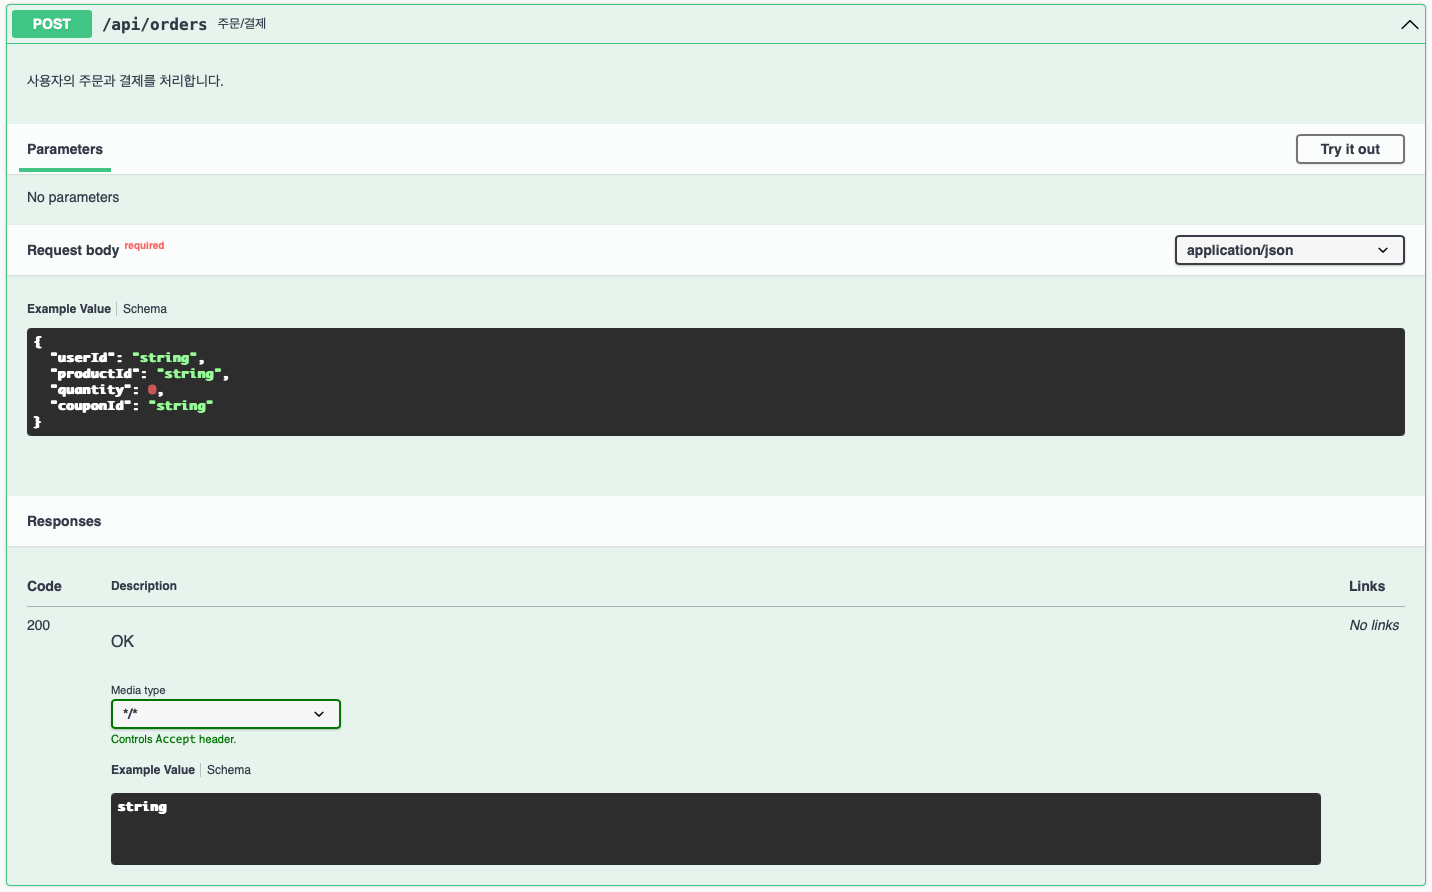 POST /api/orders 주문/결제
사용자의 주문과 결제를 처리합니다.
Parameters Try it out
No parameters
Request body required application/json
Example Value Schema
{
"userId": "string",
"productId": "string",
"quantity": 0,
"couponId": "string"
}
Responses
Code Description Links
200 OK No links
Media type
*/*
Controls Accept header.
Example Value Schema
string